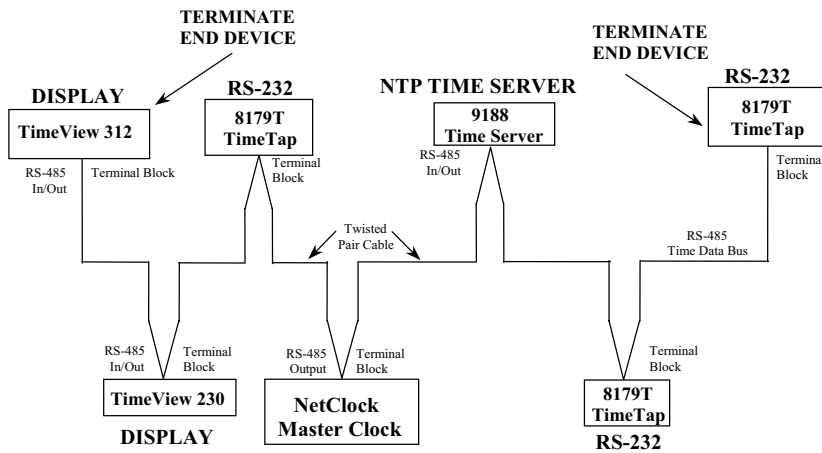 TERMINATE
END DEVICE
TERMINATE
END DEVICE
DISPLAY
TimeView 312
RS-232
8179T
TimeTap
NTP TIME SERVER
9188
Time Server
RS-232
8179T
TimeTap
RS-485
In/Out
Terminal Block
Terminal
Block
RS-485
In/Out
Terminal
Block
Twisted
Pair Cable
RS-485
Time Data Bus
RS-485
In/Out
Terminal
Block
RS-485
Output
Terminal
Block
Terminal
Block
TimeView 230
DISPLAY
NetClock
Master Clock
8179T
TimeTap
RS-232